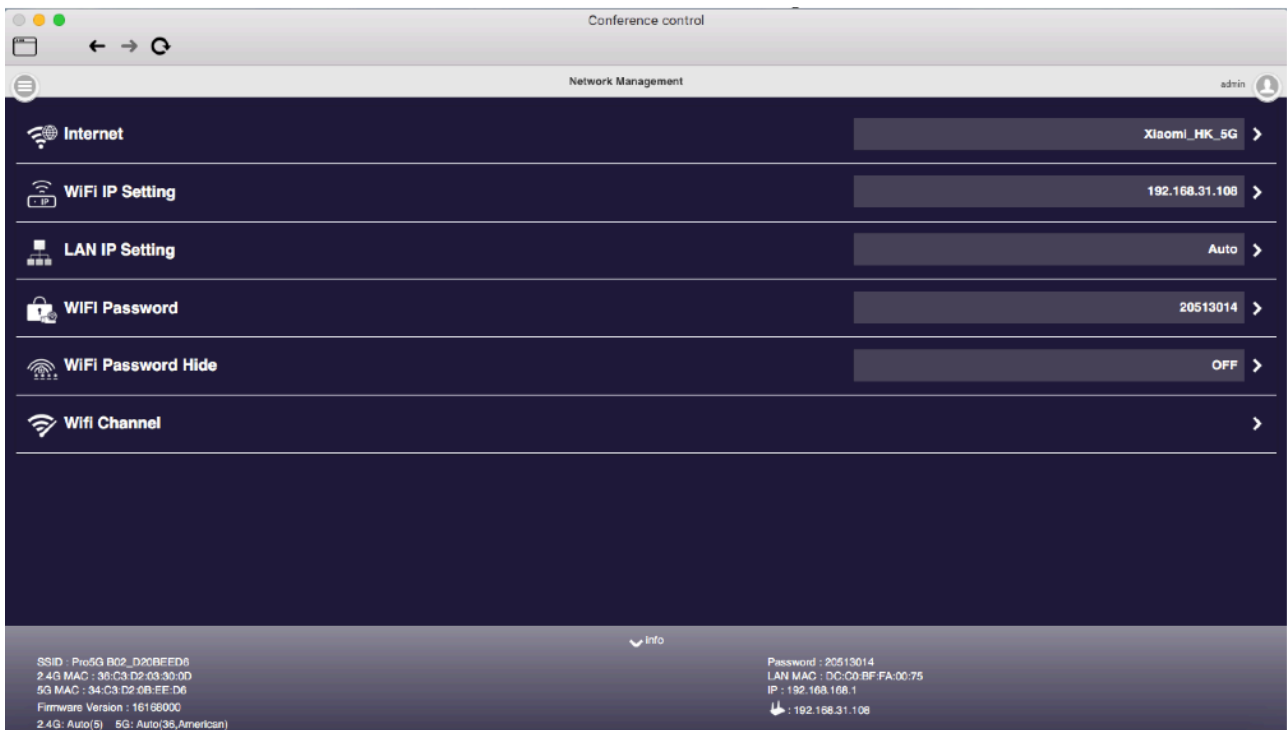 Conference control
Network Management
admin
Internet
Xiaomi_HK_5G
WiFi IP Setting
192.168.31.108
LAN IP Setting
Auto
WIFI Password
20513014
WiFi Password Hide
OFF
Wifi Channel
info
SSID : Pro5G B02_D20BEED6
2.4G MAC : 36:C3:D2:03:30:0D
5G MAC : 34:C3:D2:0B:EE:D6
Firmware Version : 16168000
2.4G: Auto(5) 5G: Auto(36,American)
Password : 20513014
LAN MAC : DC:C0:BF:FA:00:75
IP : 192.168.168.1
: 192.168.31.108